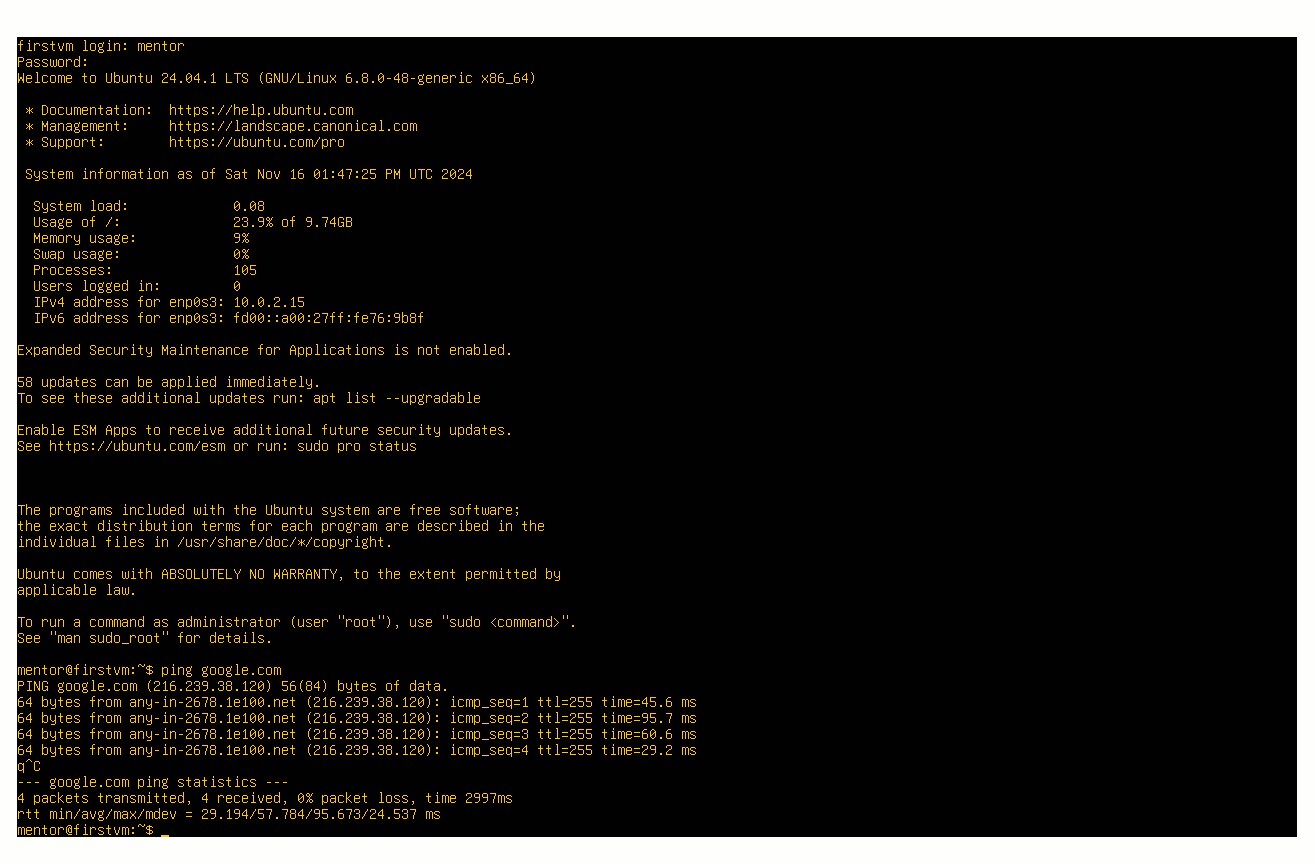 firstvm login: mentor
Password:
Welcome to Ubuntu 24.04.1 LTS (GNU/Linux 6.8.0-48-generic x86_64)
* Documentation:  https://help.ubuntu.com
* Management:     https://landscape.canonical.com
* Support:        https://ubuntu.com/pro
System information as of Sat Nov 16 01:47:25 PM UTC 2024
System load:             0.08
Usage of /:              23.9% of 9.74GB
Memory usage:            9%
Swap usage:              0%
Processes:               105
Users logged in:         0
IPv4 address for enp0s3: 10.0.2.15
IPv6 address for enp0s3: fd00::a00:27ff:fe76:9b8f
Expanded Security Maintenance for Applications is not enabled.
58 updates can be applied immediately.
To see these additional updates run: apt list --upgradable
Enable ESM Apps to receive additional future security updates.
See https://ubuntu.com/esm or run: sudo pro status
The programs included with the Ubuntu system are free software;
the exact distribution terms for each program are described in the
individual files in /usr/share/doc/*/copyright.
Ubuntu comes with ABSOLUTELY NO WARRANTY, to the extent permitted by
applicable law.
To run a command as administrator (user "root"), use "sudo <command>".
See "man sudo_root" for details.
mentor@firstvm:~$ ping google.com
PING google.com (216.239.38.120) 56(84) bytes of data.
64 bytes from any-in-2678.1e100.net (216.239.38.120): icmp_seq=1 ttl=255 time=45.6 ms
64 bytes from any-in-2678.1e100.net (216.239.38.120): icmp_seq=2 ttl=255 time=95.7 ms
64 bytes from any-in-2678.1e100.net (216.239.38.120): icmp_seq=3 ttl=255 time=60.6 ms
64 bytes from any-in-2678.1e100.net (216.239.38.120): icmp_seq=4 ttl=255 time=29.2 ms
q^C
--- google.com ping statistics ---
4 packets transmitted, 4 received, 0% packet loss, time 2997ms
rtt min/avg/max/mdev = 29.194/57.784/95.673/24.537 ms
mentor@firstvm:~$ _